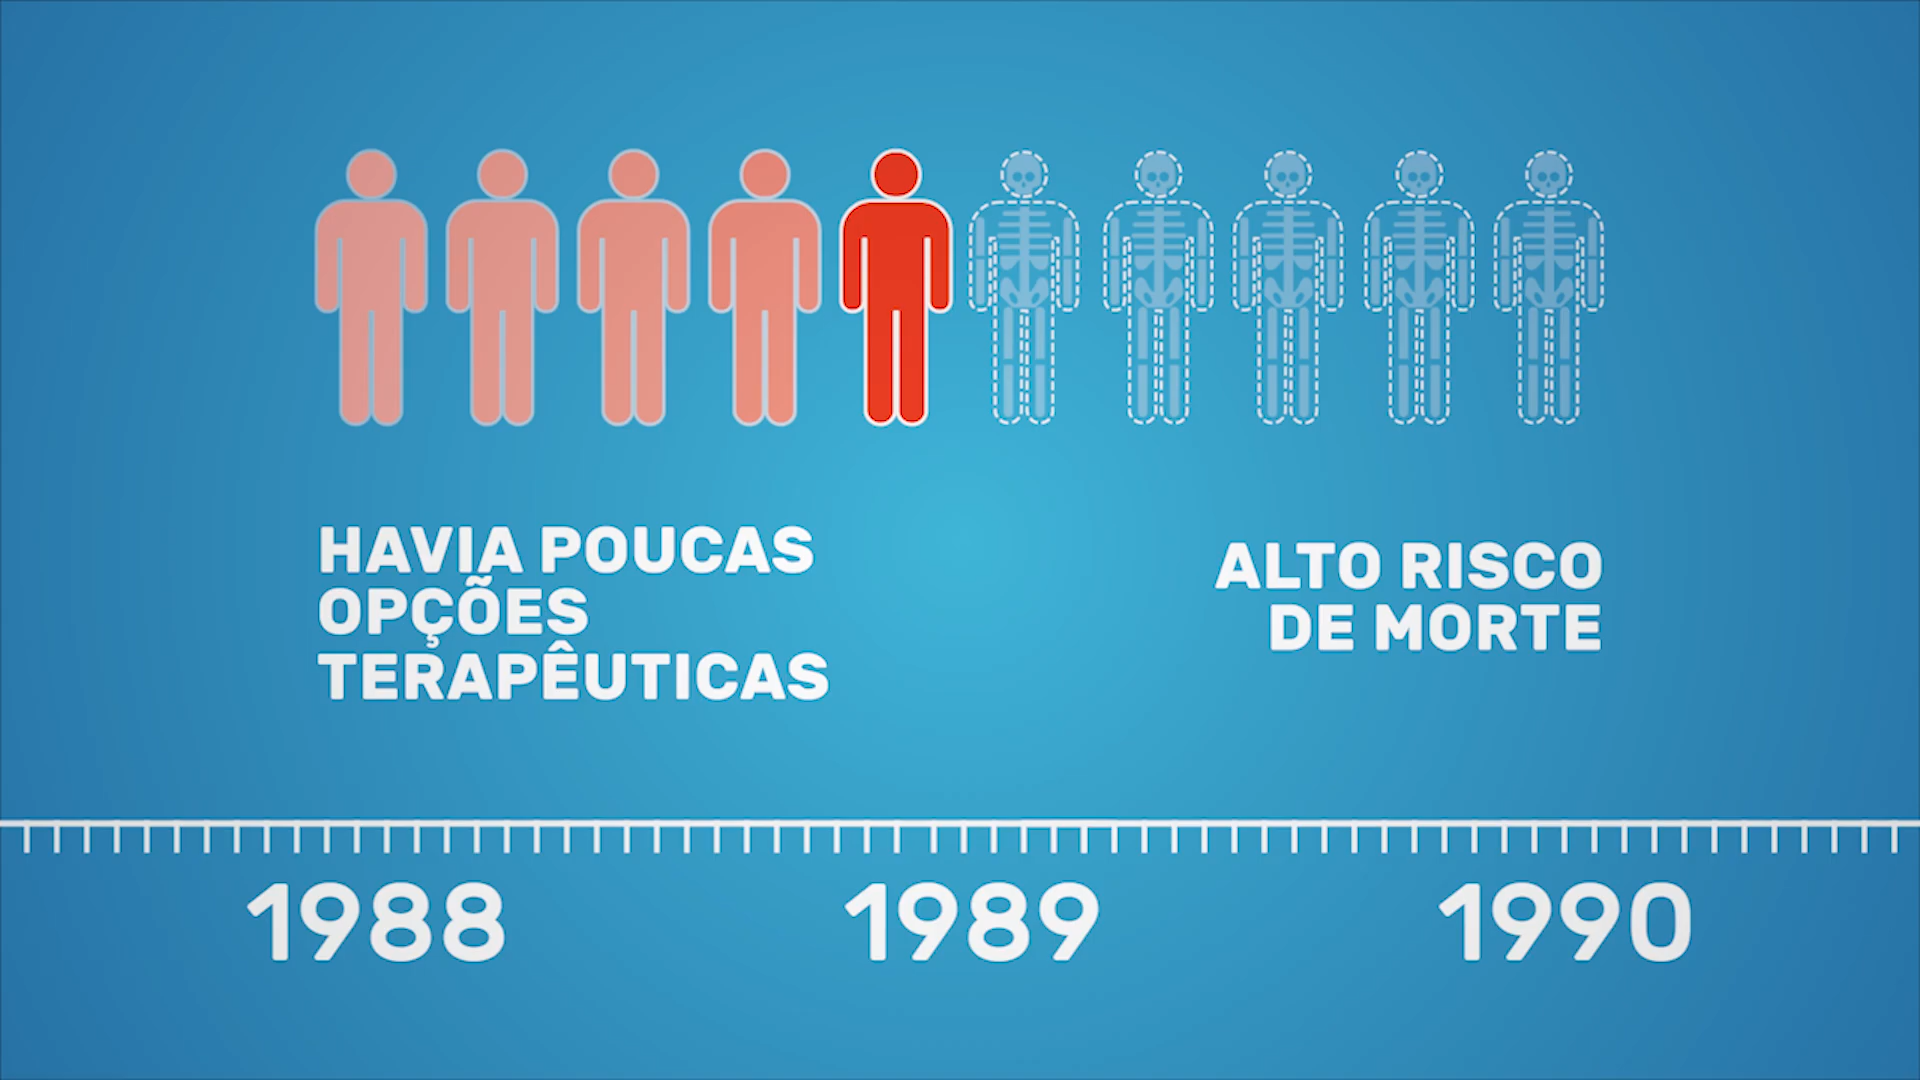 HAVIA POUCAS
OPÇÕES
TERAPÊUTICAS
ALTO RISCO
DE MORTE
1988
1989
1990